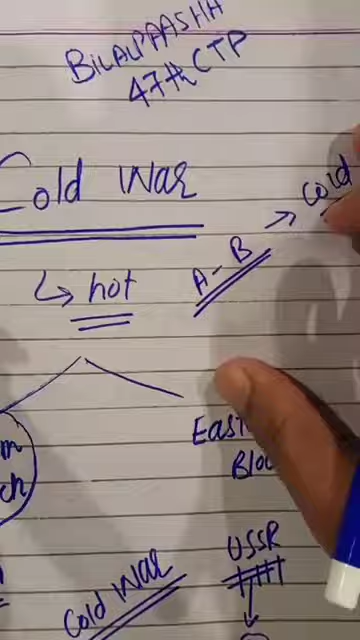 BILALPAASHA
47th CTP
Cold War
→ cold
A - B
↳ hot
East
Bloc
USSR
Cold War